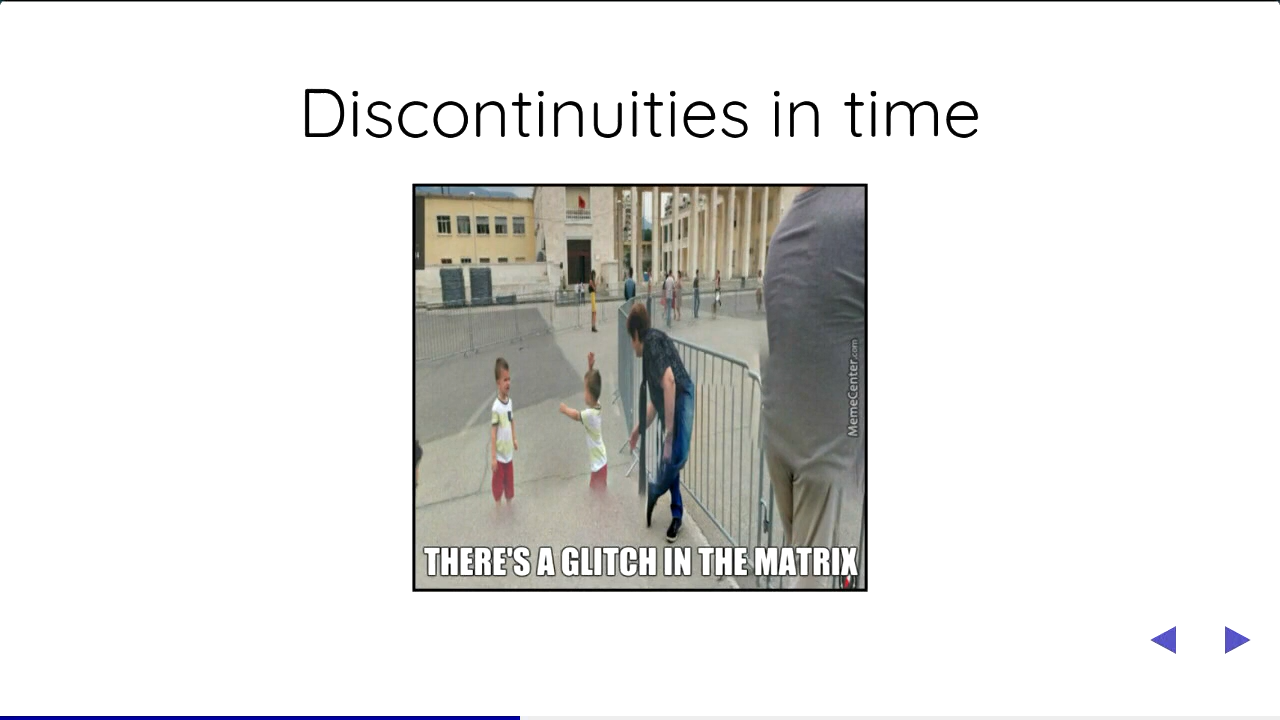 Discontinuities in time
MemeCenter.com
THERE'S A GLITCH IN THE MATRIX